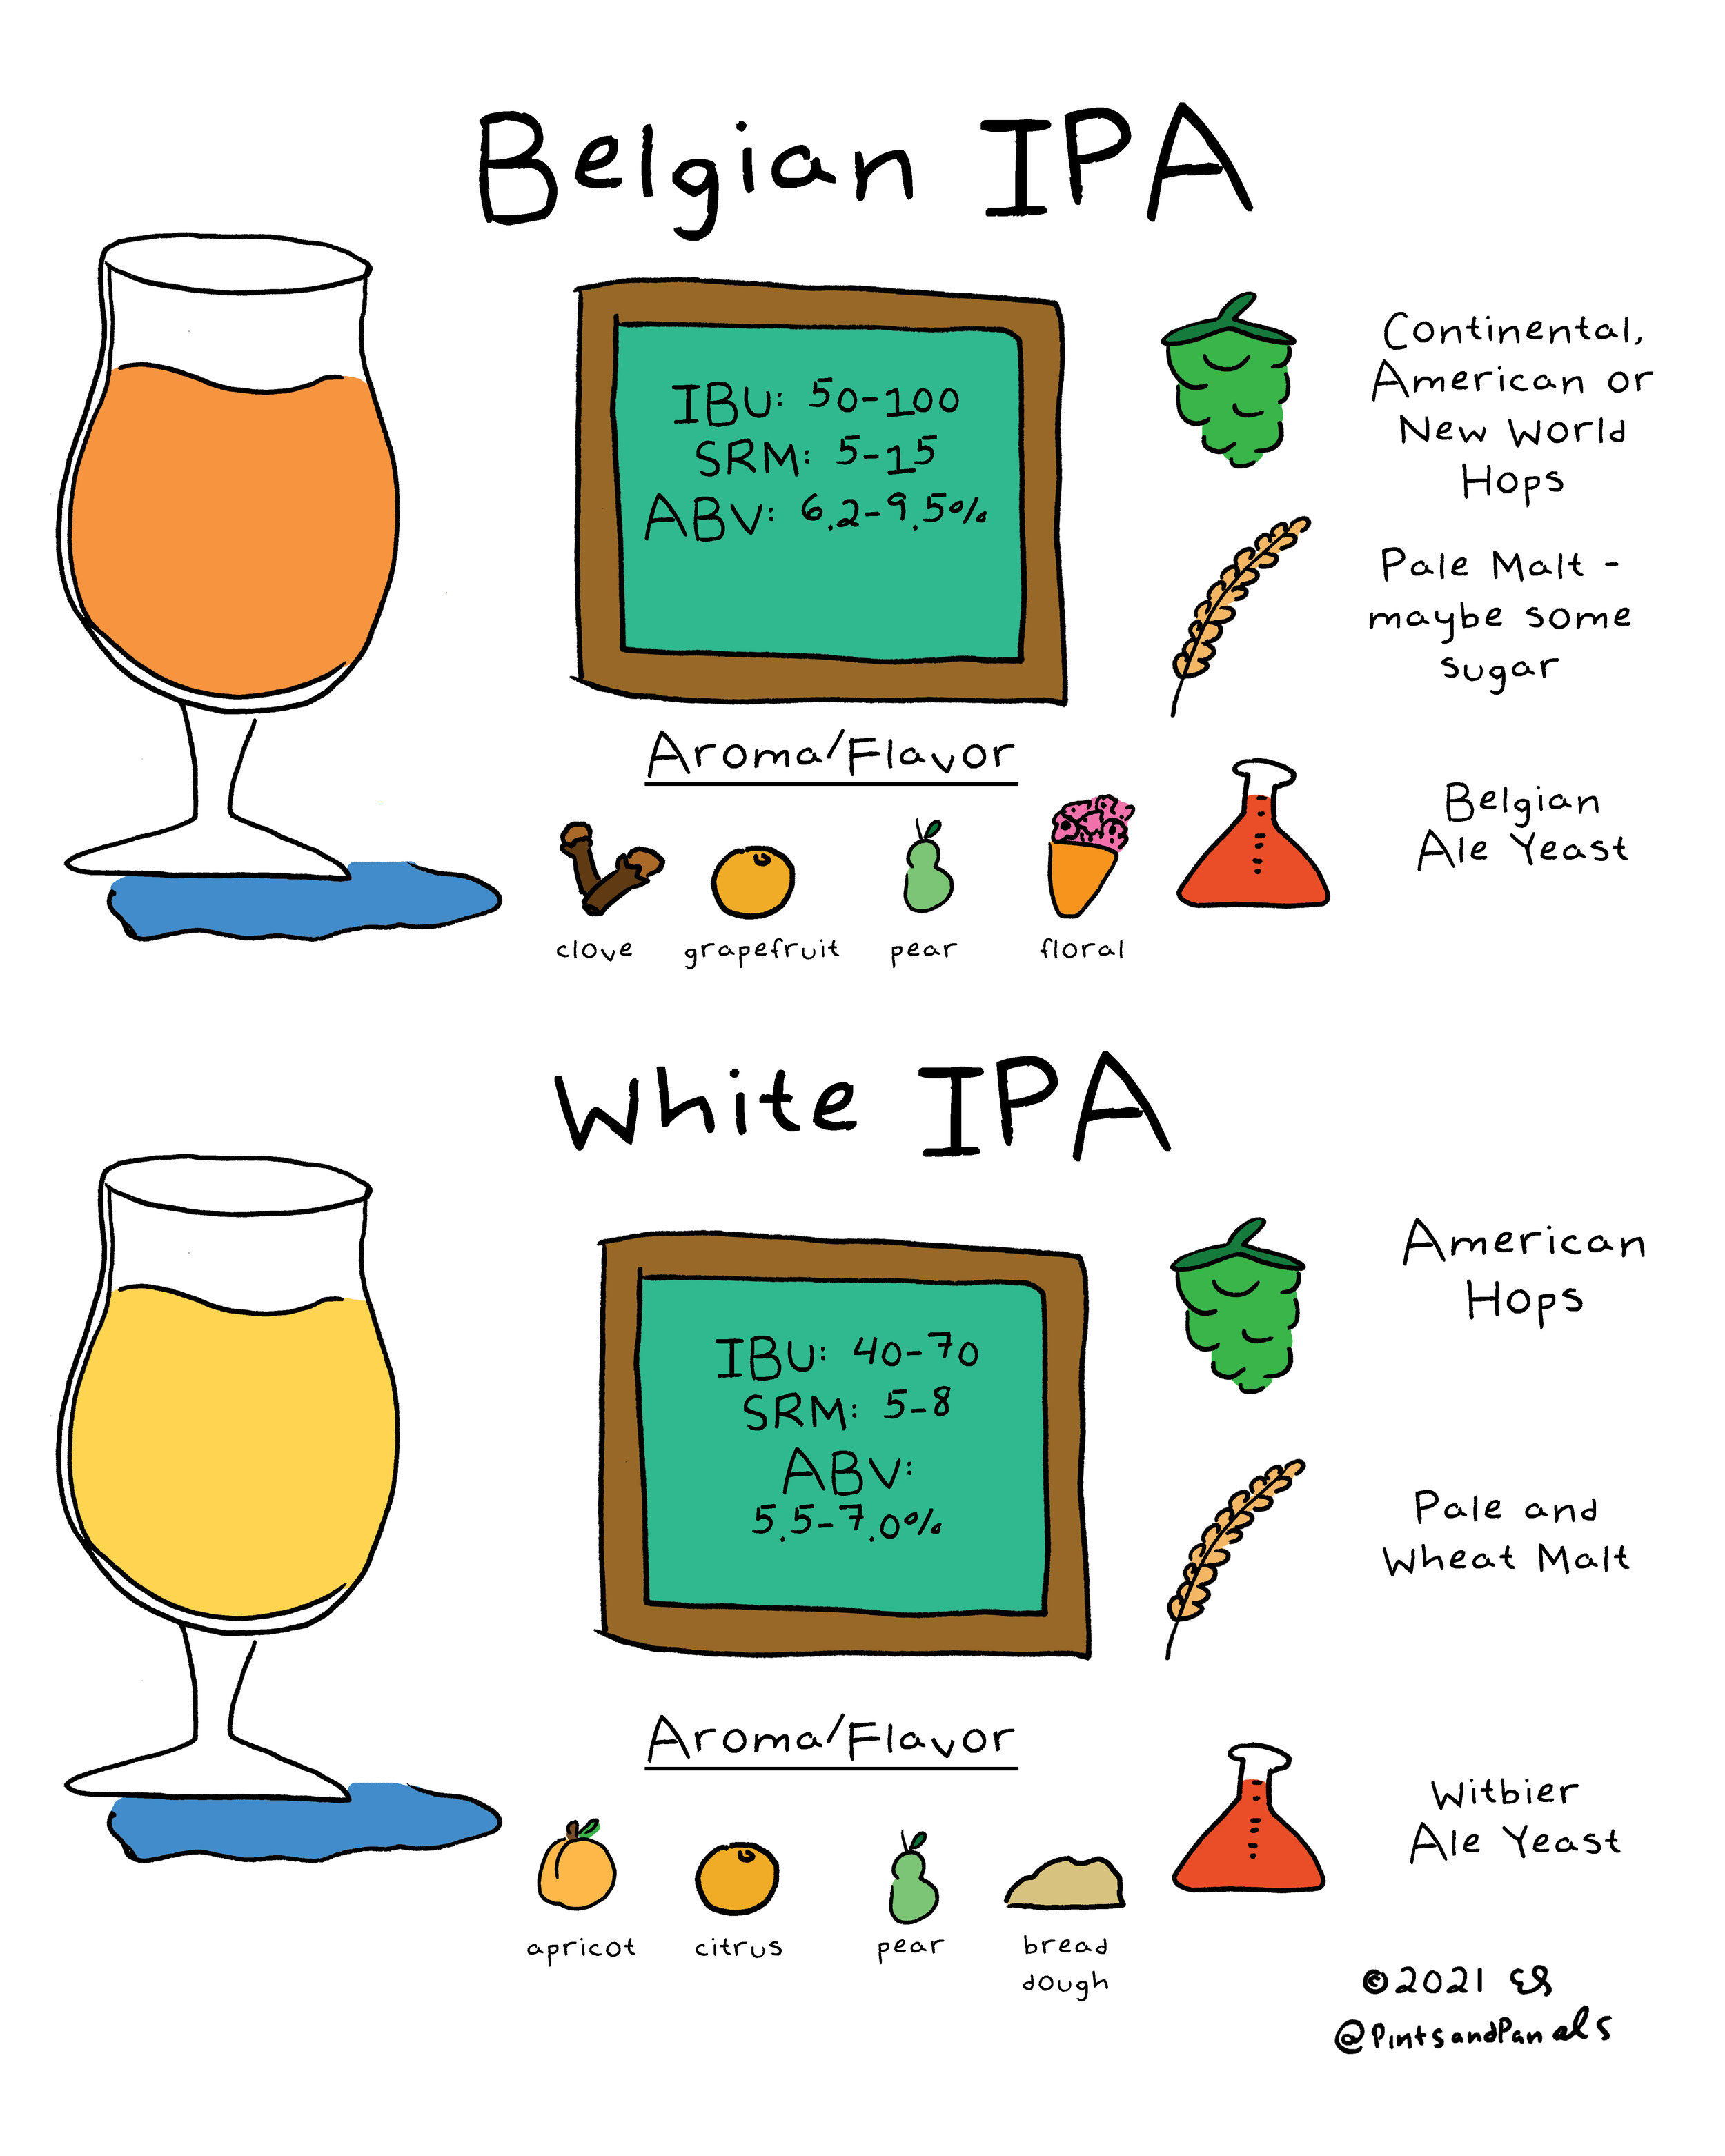 Belgian IPA
IBU: 50-100
SRM: 5-15
ABV: 6.2-9.5%
Continental,
American or
New World
Hops
Pale Malt -
maybe some
sugar
Belgian
Ale Yeast
Aroma/Flavor
clove
grapefruit
pear
floral
White IPA
IBU: 40-70
SRM: 5-8
ABV:
5.5-7.0%
American
Hops
Pale and
Wheat Malt
Witbier
Ale Yeast
Aroma/Flavor
apricot
citrus
pear
bread
dough
©2021 ES
@PintsandPanels